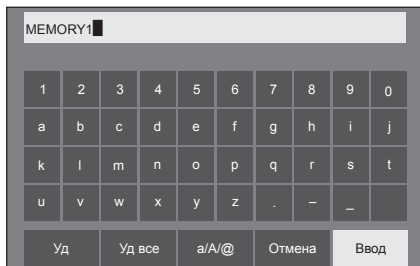 MEMORY1
1 2 3 4 5 6 7 8 9 0
a b c d e f g h i j
k l m n o p q r s t
u v w x y z . – _
Уд Уд все a/A/@ Отмена Ввод